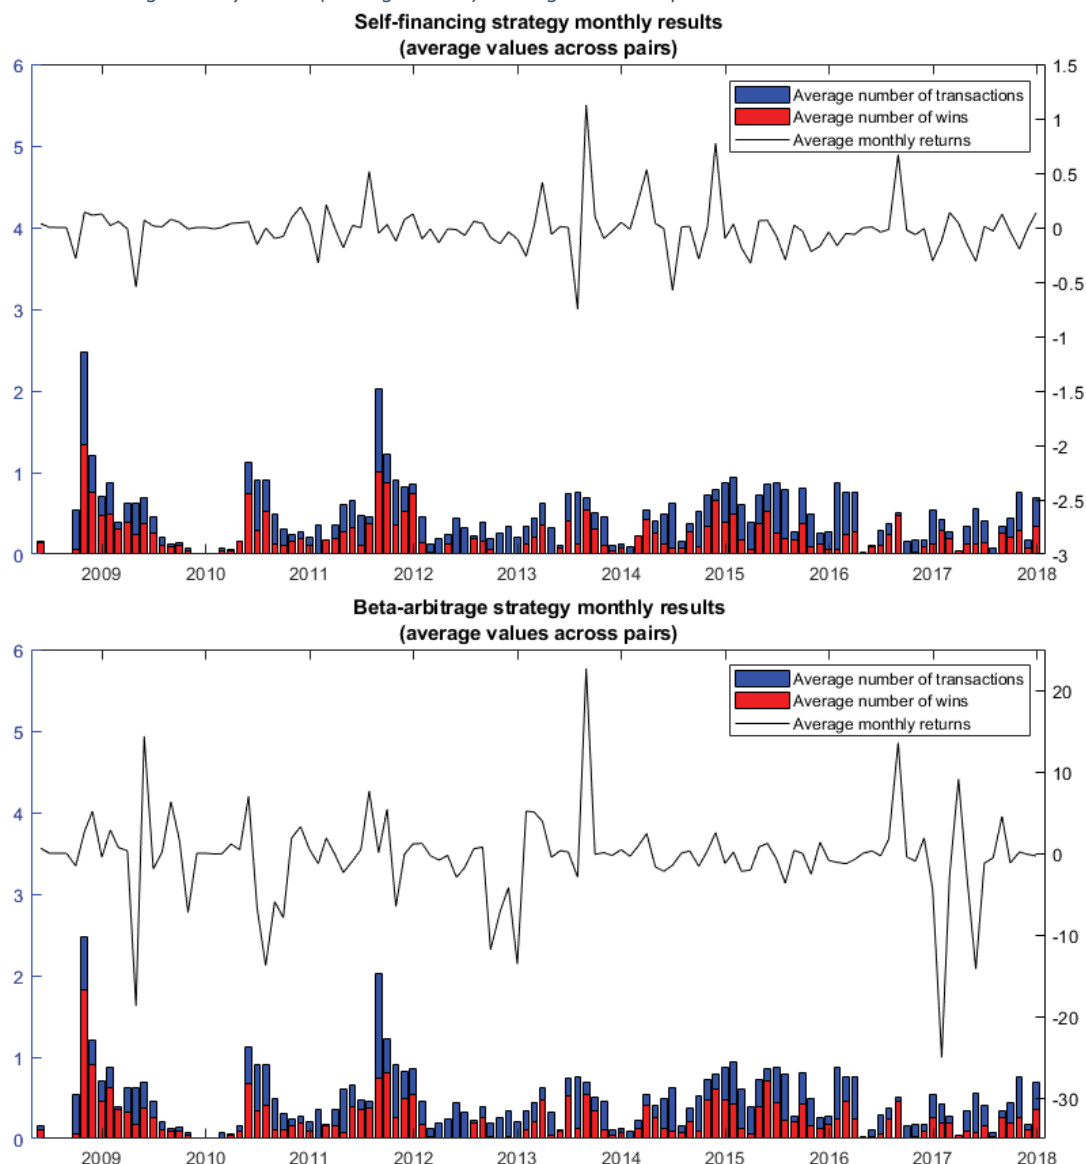 Self-financing strategy monthly results
(average values across pairs)
6
5
4
3
2
1
0
1.5
1
0.5
0
-0.5
-1
-1.5
-2
-2.5
-3
Average number of transactions
Average number of wins
Average monthly returns
2009 2010 2011 2012 2013 2014 2015 2016 2017 2018
Beta-arbitrage strategy monthly results
(average values across pairs)
6
5
4
3
2
1
0
20
10
0
-10
-20
-30
Average number of transactions
Average number of wins
Average monthly returns
2009 2010 2011 2012 2013 2014 2015 2016 2017 2018